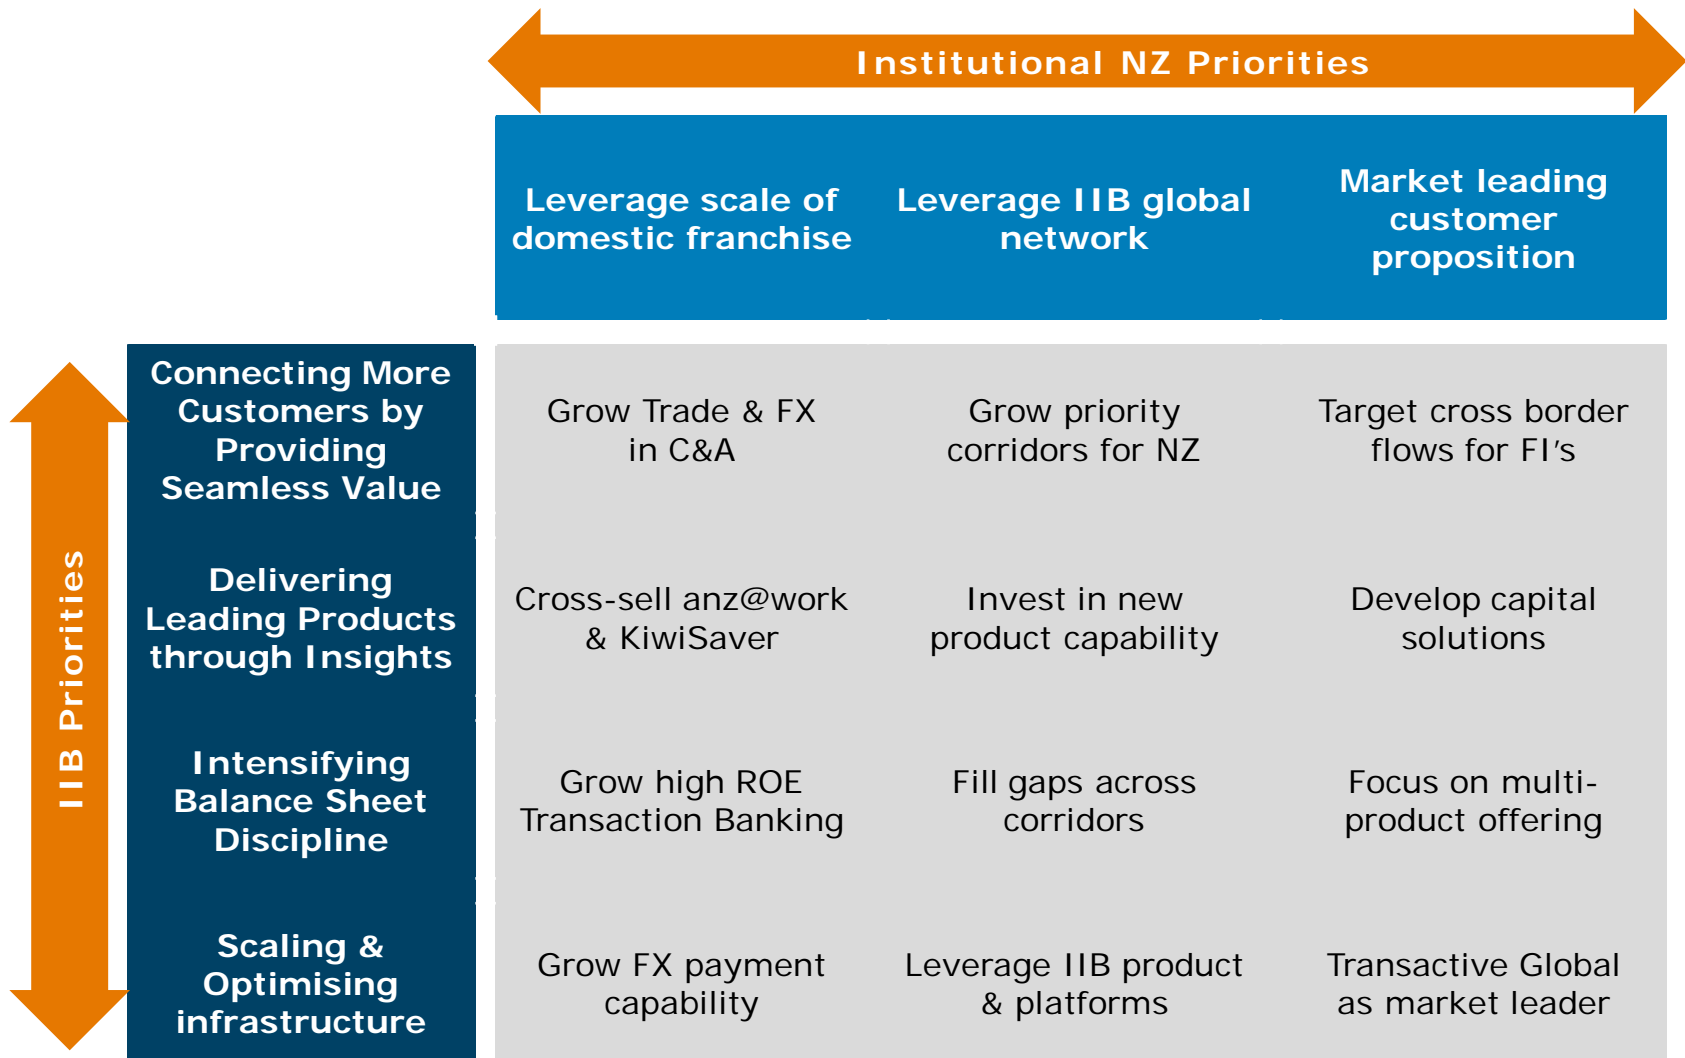 Institutional NZ Priorities
Leverage scale of
domestic franchise
Leverage IIB global
network
Market leading
customer
proposition
IIB Priorities
Connecting More
Customers by
Providing
Seamless Value
Grow Trade & FX
in C&A
Grow priority
corridors for NZ
Target cross border
flows for FI's
Delivering
Leading Products
through Insights
Cross-sell anz@work
& KiwiSaver
Invest in new
product capability
Develop capital
solutions
Intensifying
Balance Sheet
Discipline
Grow high ROE
Transaction Banking
Fill gaps across
corridors
Focus on multi-
product offering
Scaling &
Optimising
infrastructure
Grow FX payment
capability
Leverage IIB product
& platforms
Transactive Global
as market leader